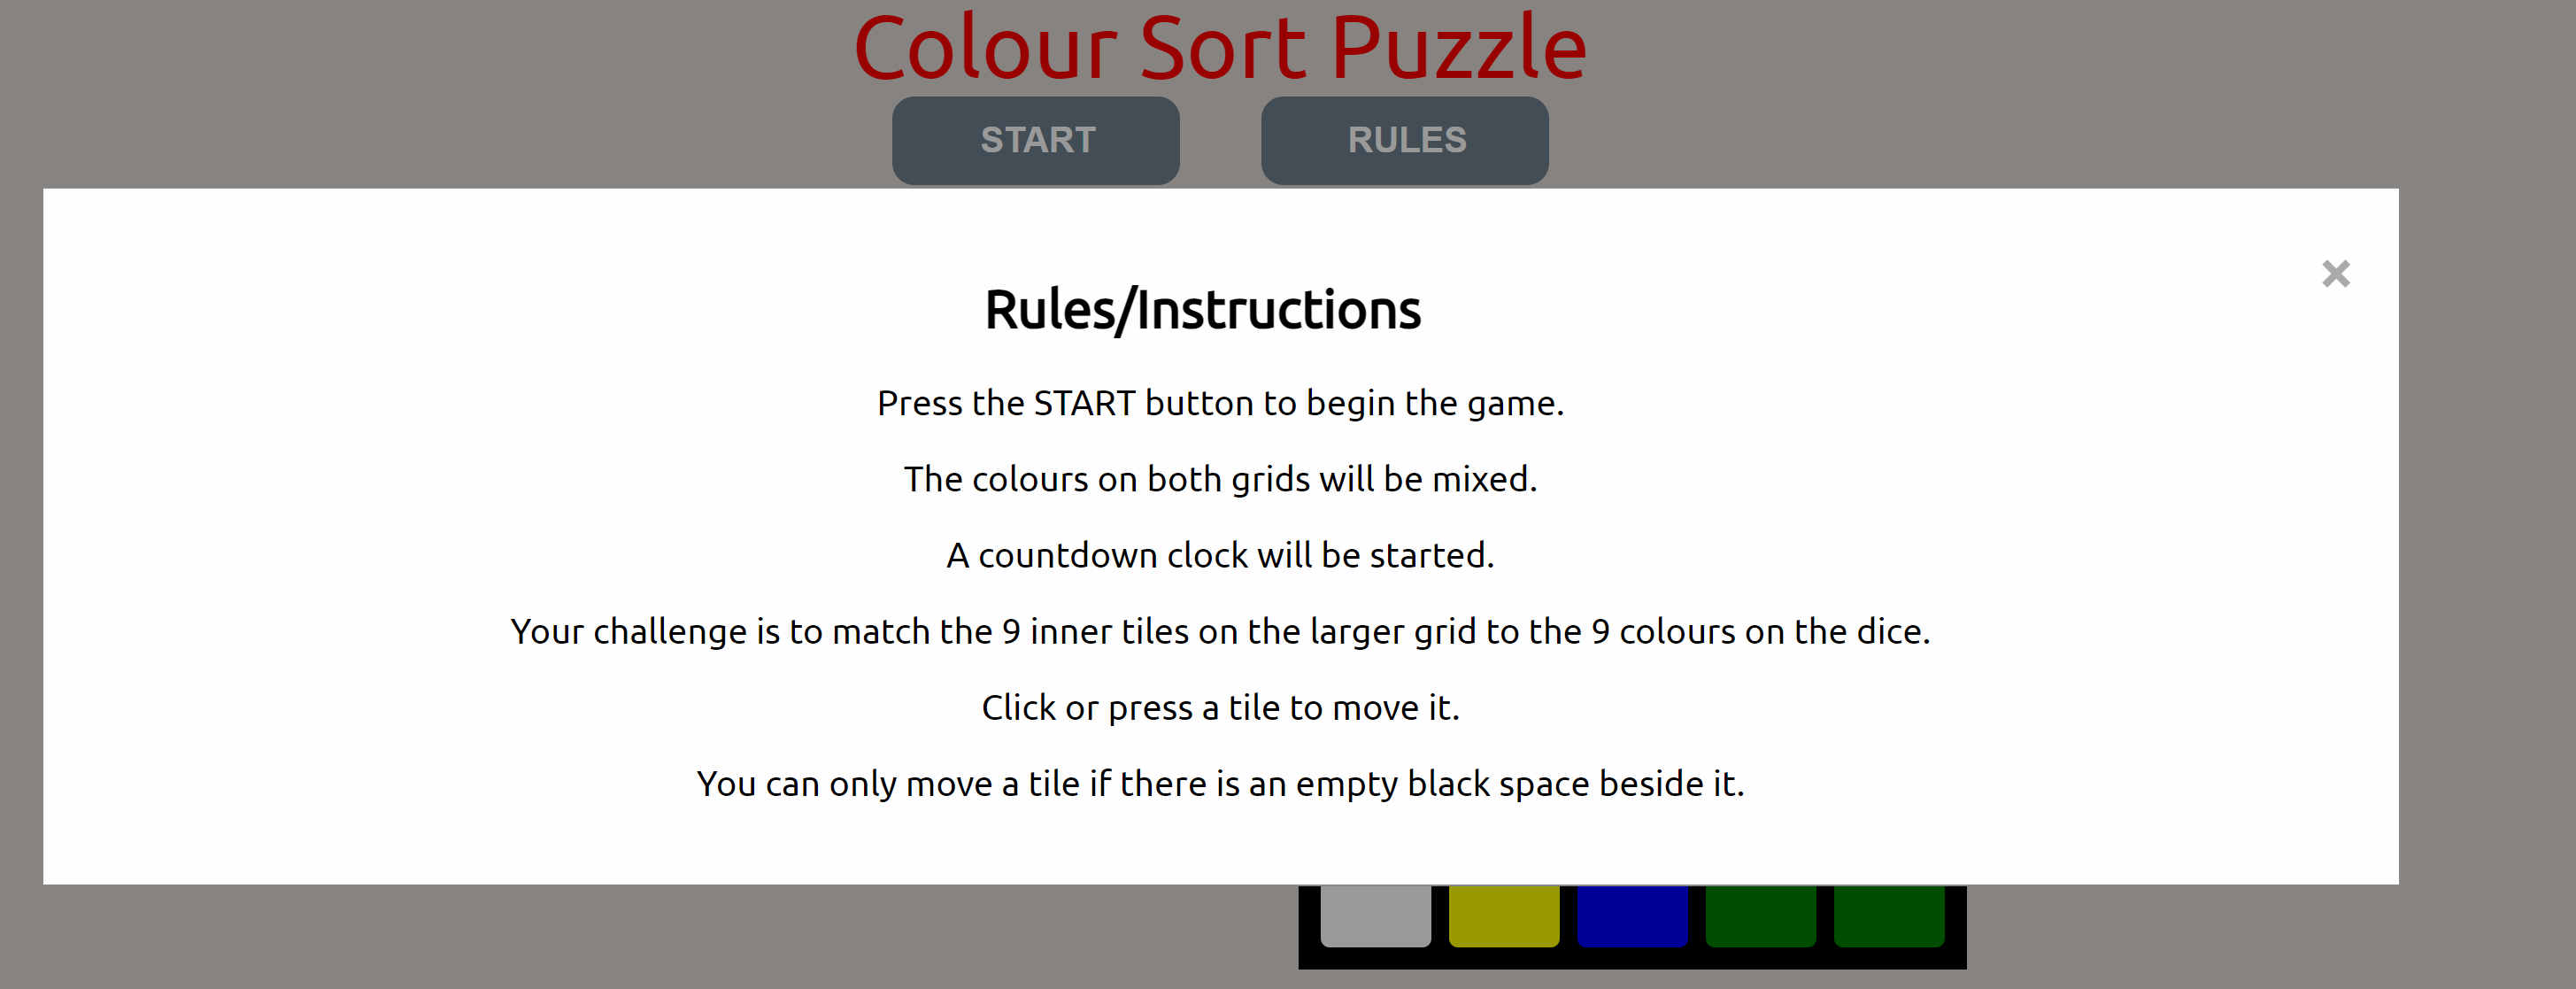 Colour Sort Puzzle
START RULES
×
Rules/Instructions
Press the START button to begin the game.
The colours on both grids will be mixed.
A countdown clock will be started.
Your challenge is to match the 9 inner tiles on the larger grid to the 9 colours on the dice.
Click or press a tile to move it.
You can only move a tile if there is an empty black space beside it.